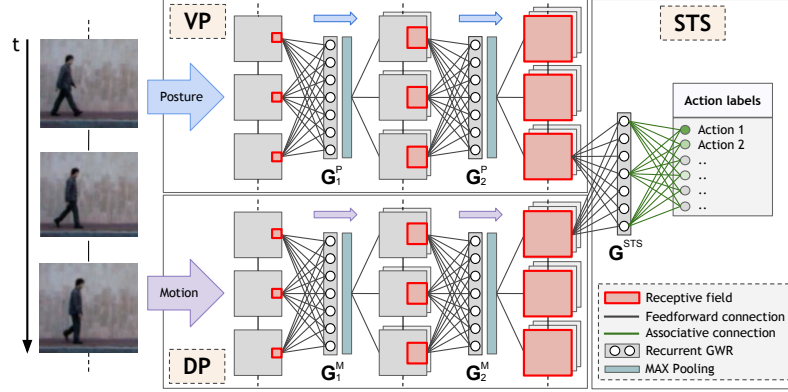 t
VP
Posture
G₁ᴾ
G₂ᴾ
Motion
DP
G₁ᴹ
G₂ᴹ
STS
Action labels
Action 1
Action 2
..
..
..
..
Gˢᵀˢ
Receptive field
Feedforward connection
Associative connection
Recurrent GWR
MAX Pooling